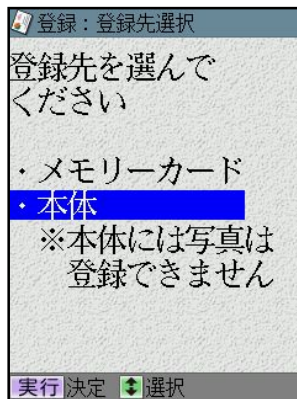 登録：登録先選択
登録先を選んで
ください
・メモリーカード
・本体
※本体には写真は
登録できません
実行 決定 選択